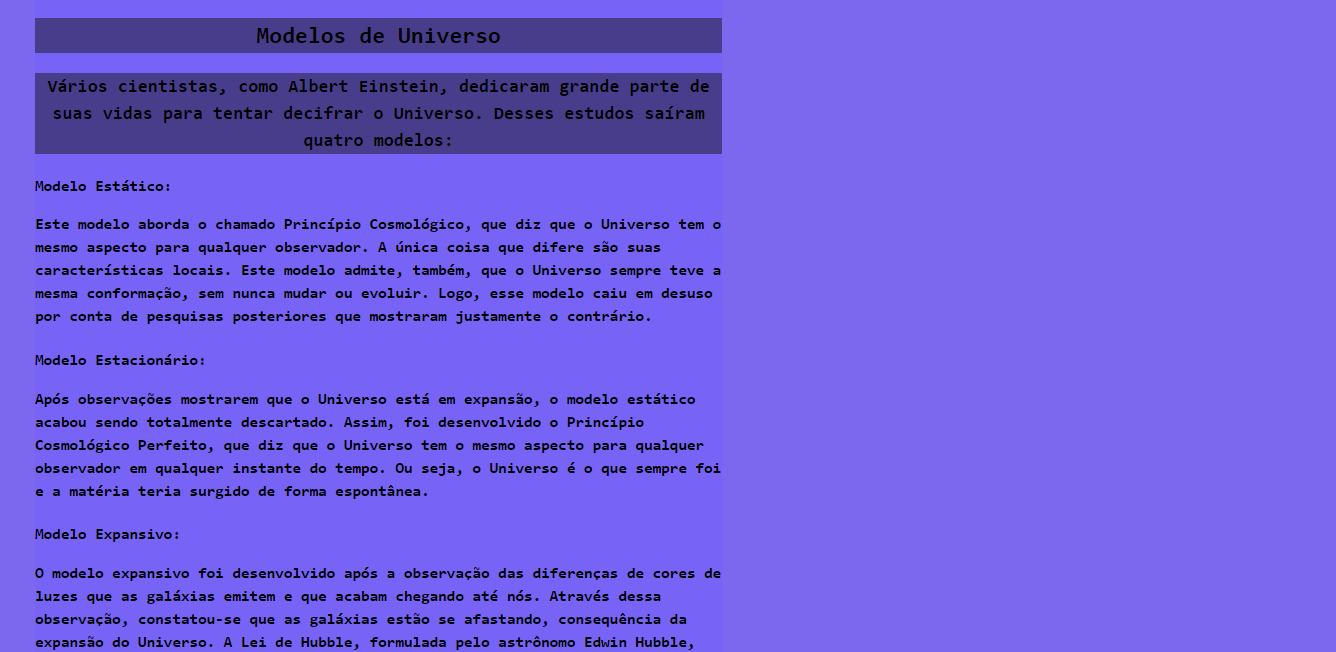 Modelos de Universo
Vários cientistas, como Albert Einstein, dedicaram grande parte de
suas vidas para tentar decifrar o Universo. Desses estudos saíram
quatro modelos:
Modelo Estático:
Este modelo aborda o chamado Princípio Cosmológico, que diz que o Universo tem o
mesmo aspecto para qualquer observador. A única coisa que difere são suas
características locais. Este modelo admite, também, que o Universo sempre teve a
mesma conformação, sem nunca mudar ou evoluir. Logo, esse modelo caiu em desuso
por conta de pesquisas posteriores que mostraram justamente o contrário.
Modelo Estacionário:
Após observações mostrarem que o Universo está em expansão, o modelo estático
acabou sendo totalmente descartado. Assim, foi desenvolvido o Princípio
Cosmológico Perfeito, que diz que o Universo tem o mesmo aspecto para qualquer
observador em qualquer instante do tempo. Ou seja, o Universo é o que sempre foi
e a matéria teria surgido de forma espontânea.
Modelo Expansivo:
O modelo expansivo foi desenvolvido após a observação das diferenças de cores de
luzes que as galáxias emitem e que acabam chegando até nós. Através dessa
observação, constatou-se que as galáxias estão se afastando, consequência da
expansão do Universo. A Lei de Hubble, formulada pelo astrônomo Edwin Hubble,